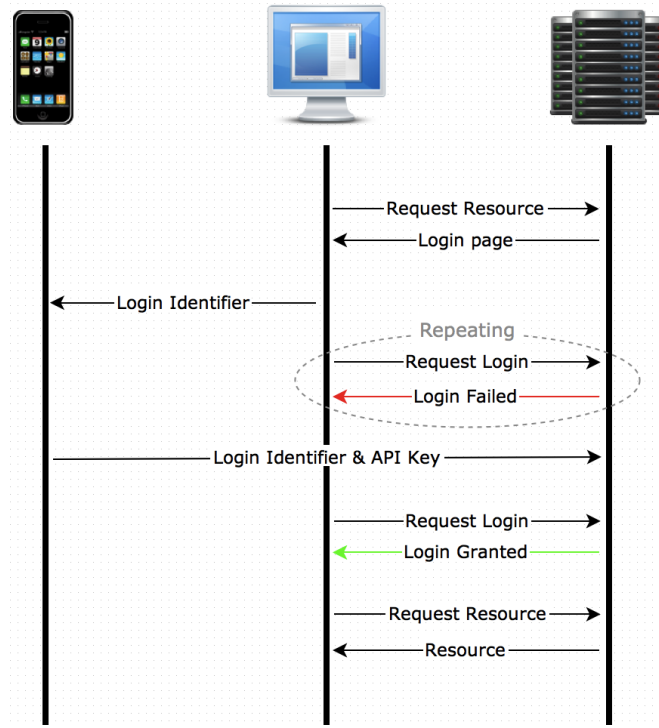 Request Resource
Login page
Login Identifier
Repeating
Request Login
Login Failed
Login Identifier & API Key
Request Login
Login Granted
Request Resource
Resource